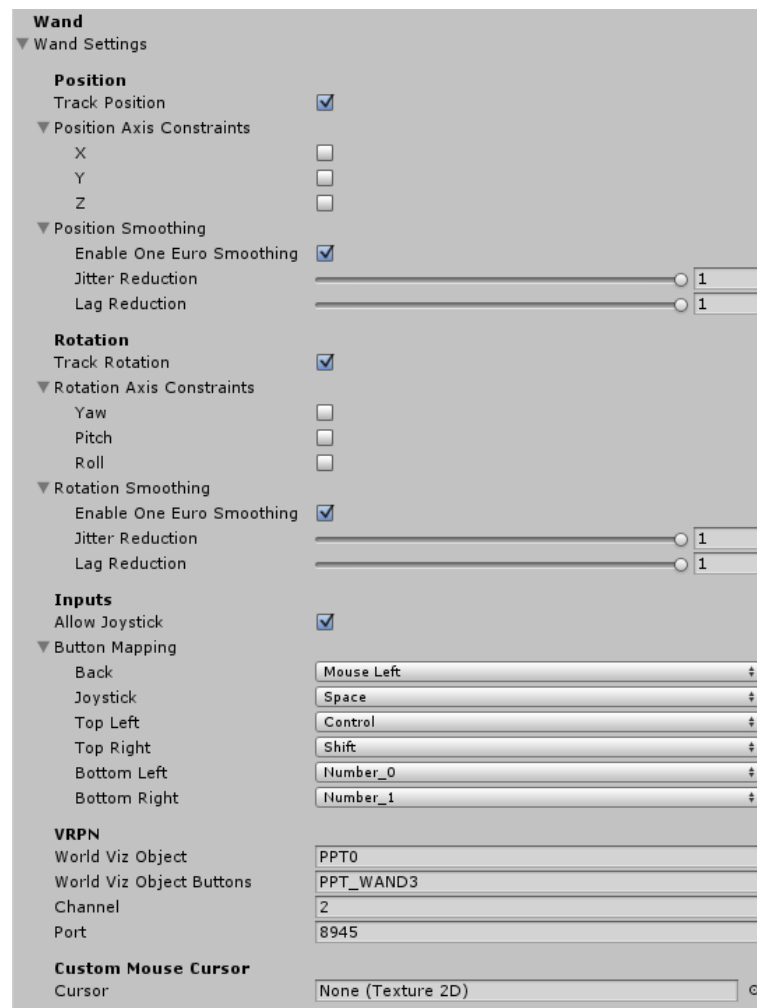 Wand
Wand Settings
Position
Track Position
Position Axis Constraints
X
Y
Z
Position Smoothing
Enable One Euro Smoothing
Jitter Reduction 1
Lag Reduction 1
Rotation
Track Rotation
Rotation Axis Constraints
Yaw
Pitch
Roll
Rotation Smoothing
Enable One Euro Smoothing
Jitter Reduction 1
Lag Reduction 1
Inputs
Allow Joystick
Button Mapping
Back Mouse Left
Joystick Space
Top Left Control
Top Right Shift
Bottom Left Number_0
Bottom Right Number_1
VRPN
World Viz Object PPT0
World Viz Object Buttons PPT_WAND3
Channel 2
Port 8945
Custom Mouse Cursor
Cursor None (Texture 2D)